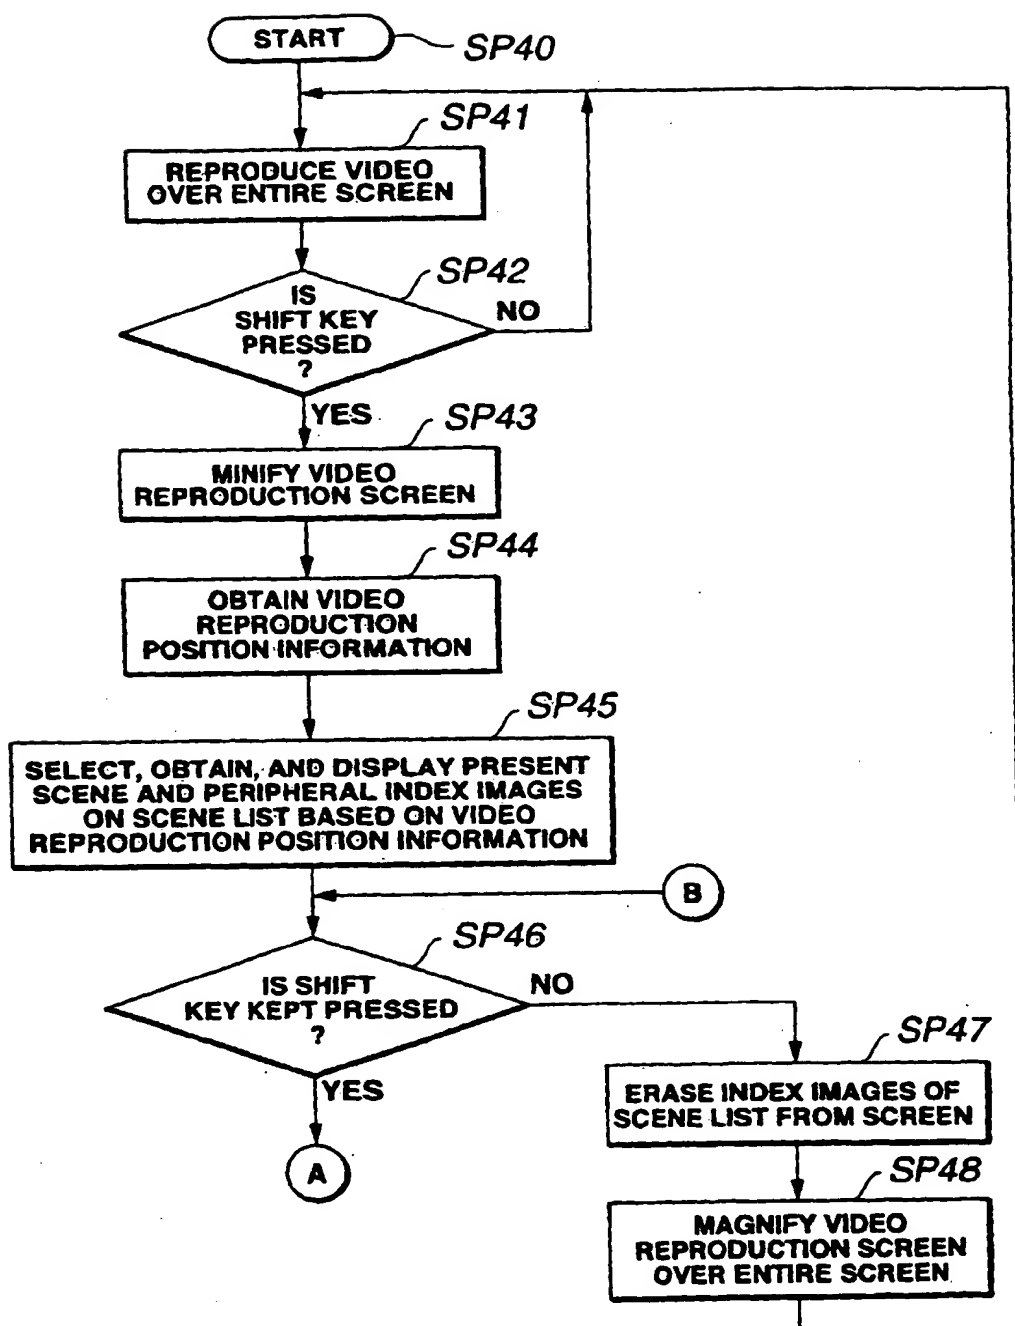 START
SP40
SP41
REPRODUCE VIDEO
OVER ENTIRE SCREEN
SP42
IS
SHIFT KEY
PRESSED
?
NO
YES
SP43
MINIFY VIDEO
REPRODUCTION SCREEN
SP44
OBTAIN VIDEO
REPRODUCTION
POSITION INFORMATION
SP45
SELECT, OBTAIN, AND DISPLAY PRESENT
SCENE AND PERIPHERAL INDEX IMAGES
ON SCENE LIST BASED ON VIDEO
REPRODUCTION POSITION INFORMATION
B
SP46
IS SHIFT
KEY KEPT PRESSED
?
NO
YES
A
SP47
ERASE INDEX IMAGES OF
SCENE LIST FROM SCREEN
SP48
MAGNIFY VIDEO
REPRODUCTION SCREEN
OVER ENTIRE SCREEN